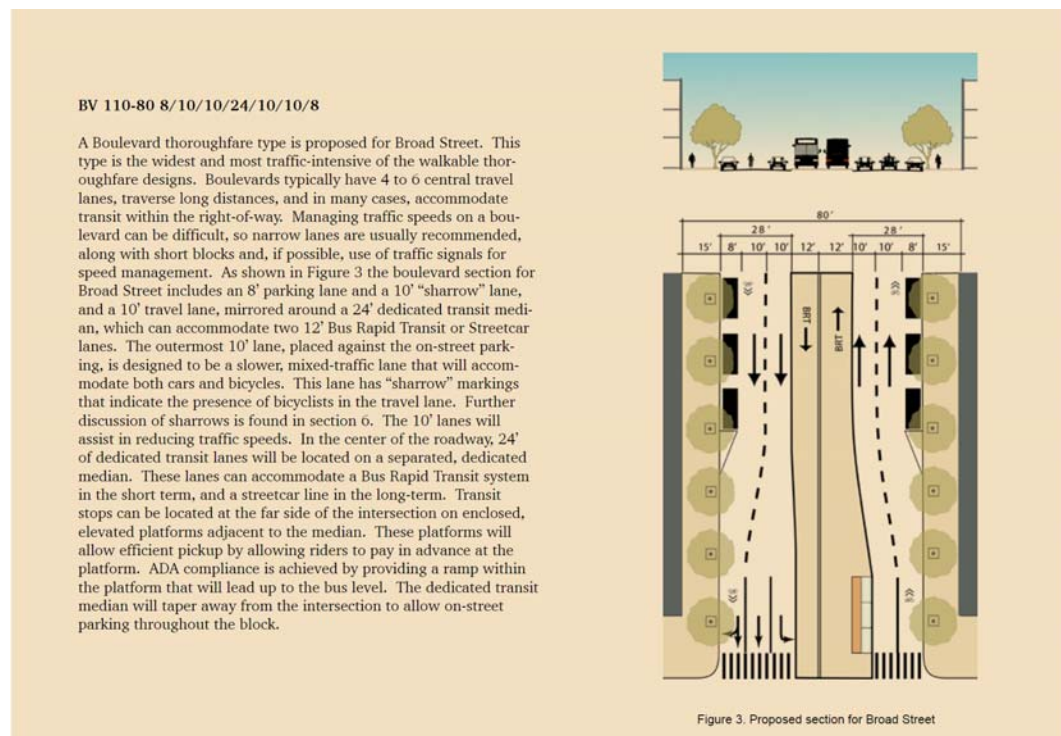 BV 110-80 8/10/10/24/10/10/8
A Boulevard thoroughfare type is proposed for Broad Street.  This
type is the widest and most traffic-intensive of the walkable thor-
oughfare designs.  Boulevards typically have 4 to 6 central travel
lanes, traverse long distances, and in many cases, accommodate
transit within the right-of-way.  Managing traffic speeds on a bou-
levard can be difficult, so narrow lanes are usually recommended,
along with short blocks and, if possible, use of traffic signals for
speed management.  As shown in Figure 3 the boulevard section for
Broad Street includes an 8’ parking lane and a 10’ “sharrow” lane,
and a 10’ travel lane, mirrored around a 24’ dedicated transit medi-
an, which can accommodate two 12’ Bus Rapid Transit or Streetcar
lanes.  The outermost 10’ lane, placed against the on-street park-
ing, is designed to be a slower, mixed-traffic lane that will accom-
modate both cars and bicycles.  This lane has “sharrow” markings
that indicate the presence of bicyclists in the travel lane.  Further
discussion of sharrows is found in section 6.  The 10’ lanes will
assist in reducing traffic speeds.  In the center of the roadway, 24’
of dedicated transit lanes will be located on a separated, dedicated
median.  These lanes can accommodate a Bus Rapid Transit system
in the short term, and a streetcar line in the long-term.  Transit
stops can be located at the far side of the intersection on enclosed,
elevated platforms adjacent to the median.  These platforms will
allow efficient pickup by allowing riders to pay in advance at the
platform.  ADA compliance is achieved by providing a ramp within
the platform that will lead up to the bus level.  The dedicated transit
median will taper away from the intersection to allow on-street
parking throughout the block.
80'
28' 28'
15' 8' 10' 10' 12' 12' 10' 10' 8' 15'
BRT
BRT
Figure 3. Proposed section for Broad Street